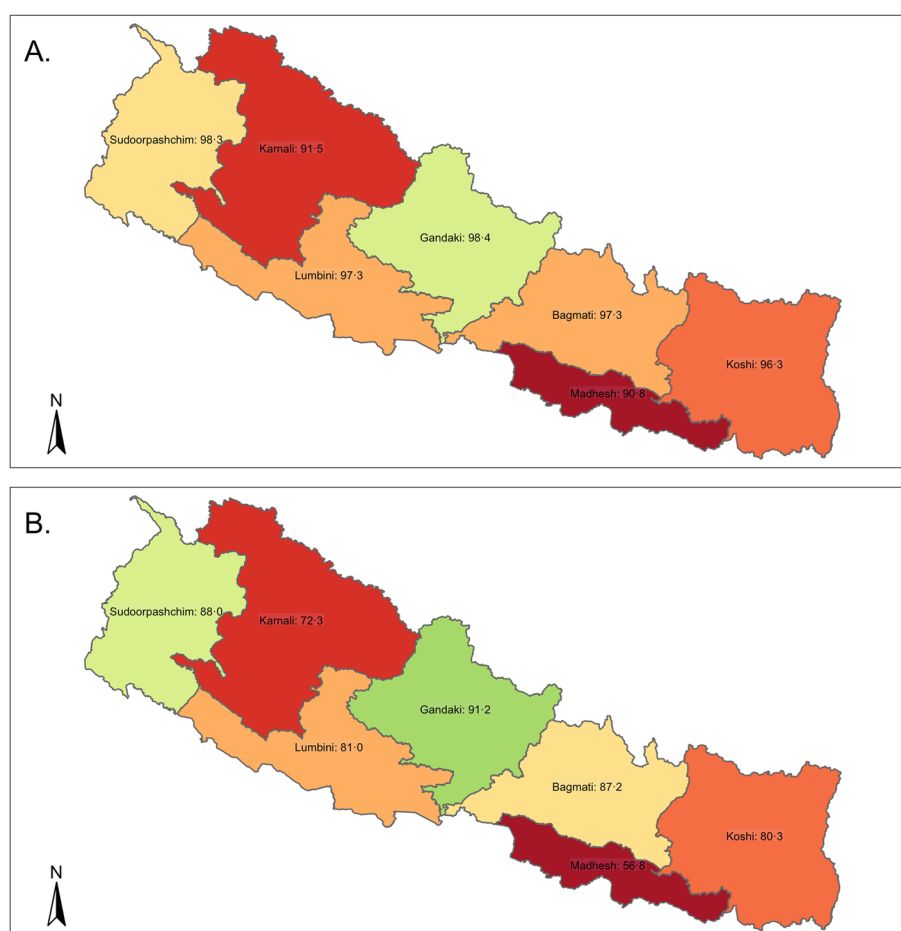 A.
Sudoorpashchim: 98·3
Karnali: 91·5
Gandaki: 98·4
Lumbini: 97·3
Bagmati: 97·3
Koshi: 96·3
Madhesh: 90·8
N
B.
Sudoorpashchim: 88·0
Karnali: 72·3
Gandaki: 91·2
Lumbini: 81·0
Bagmati: 87·2
Koshi: 80·3
Madhesh: 56·8
N